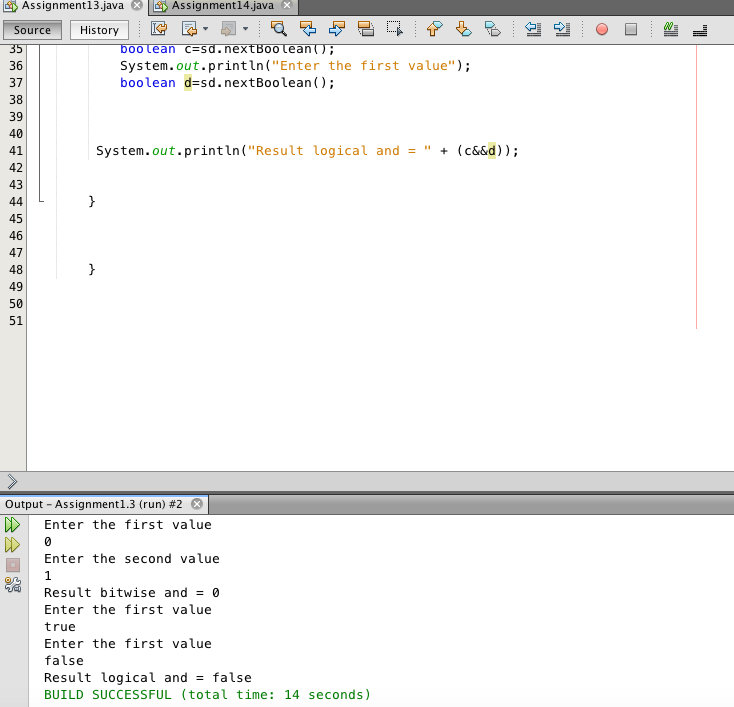 Assignment13.java Assignment14.java
Source History
35 boolean c=sd.nextBoolean();
36 System.out.println("Enter the first value");
37 boolean d=sd.nextBoolean();
38
39
40
41 System.out.println("Result logical and = " + (c&&d));
42
43
44 }
45
46
47
48 }
49
50
51
Output – Assignment1.3 (run) #2
Enter the first value
0
Enter the second value
1
Result bitwise and = 0
Enter the first value
true
Enter the first value
false
Result logical and = false
BUILD SUCCESSFUL (total time: 14 seconds)